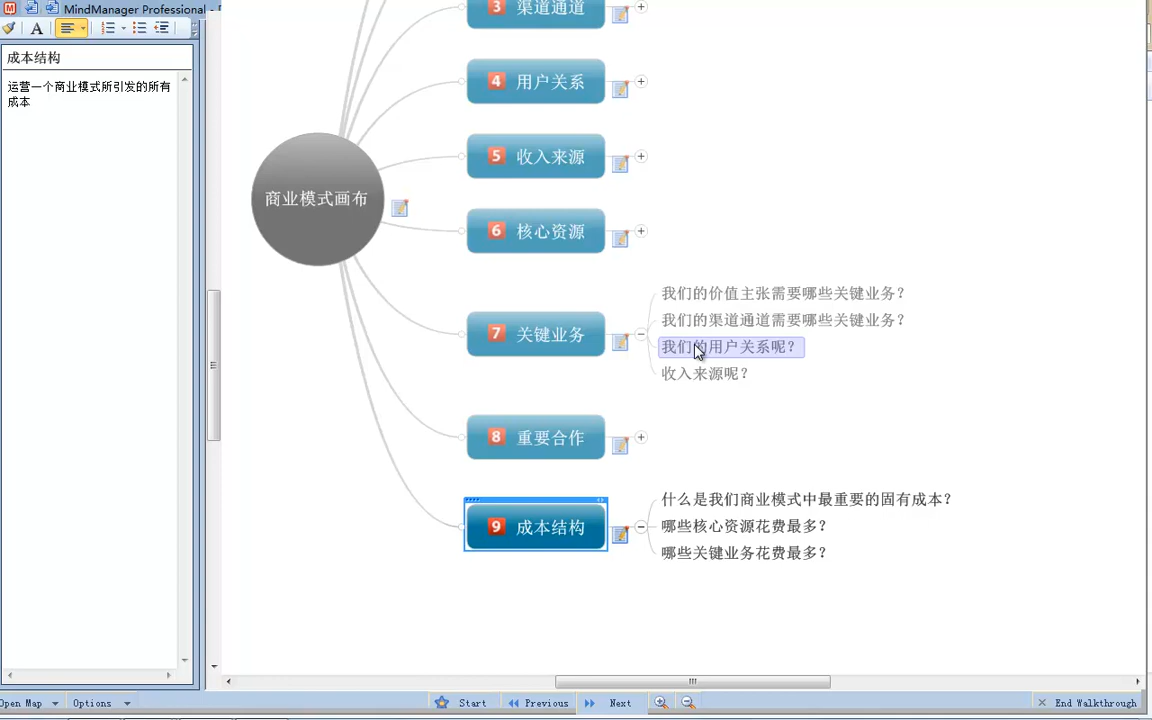 MindManager Professional -
A
成本结构
运营一个商业模式所引发的所有
成本
商业模式画布
3 渠道通道
4 用户关系
5 收入来源
6 核心资源
7 关键业务
我们的价值主张需要哪些关键业务?
我们的渠道通道需要哪些关键业务?
我们的用户关系呢?
收入来源呢?
8 重要合作
9 成本结构
什么是我们商业模式中最重要的固有成本?
哪些核心资源花费最多?
哪些关键业务花费最多?
Open Map Options Start Previous Next End Walkthrough